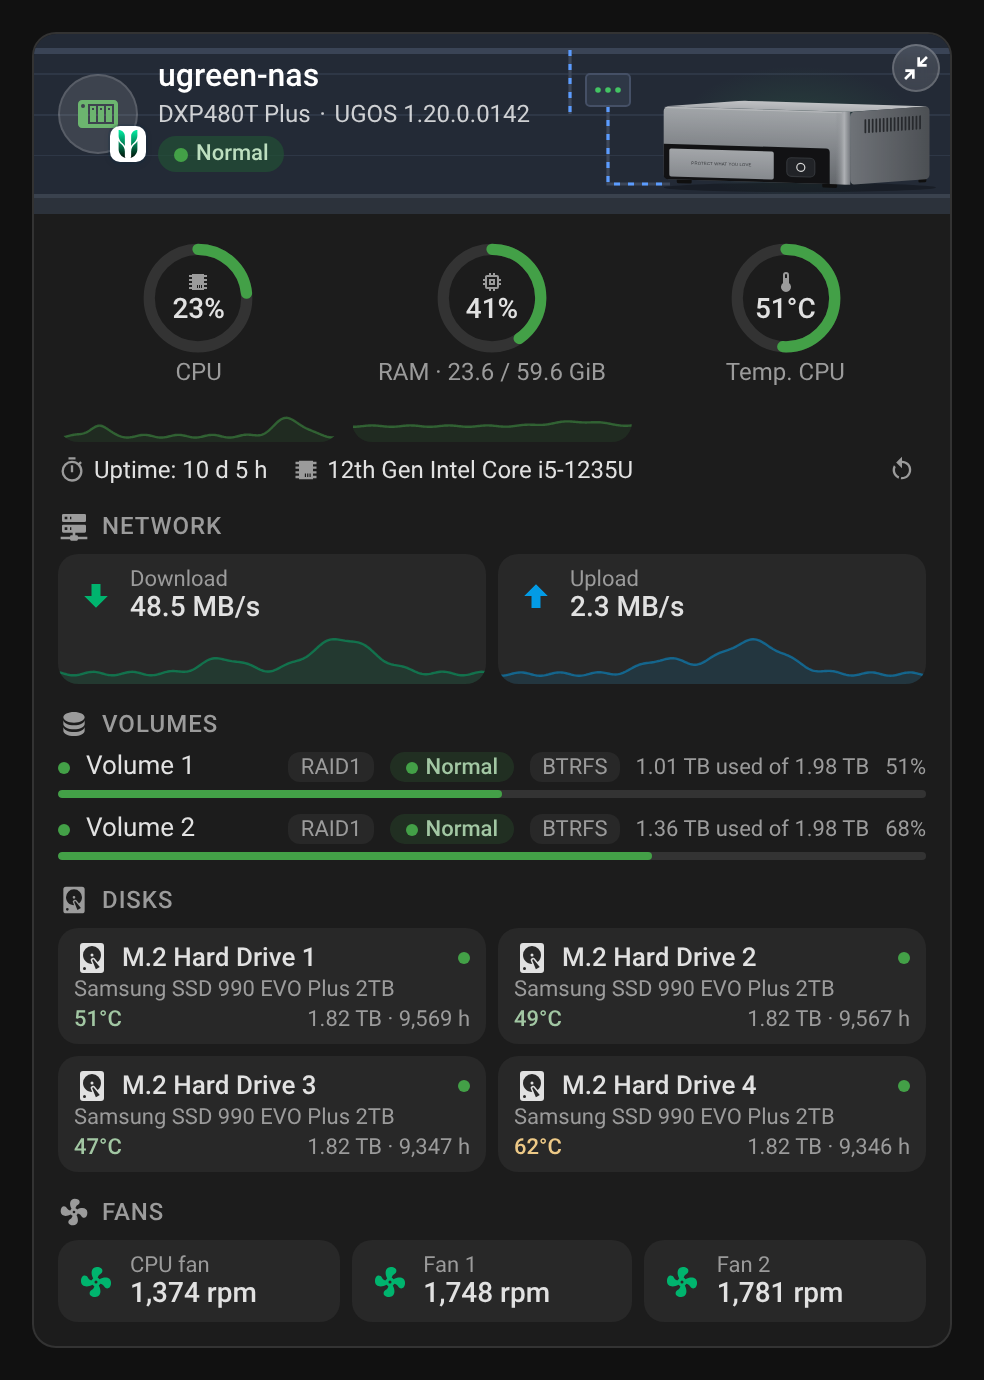 ugreen-nas
DXP480T Plus · UGOS 1.20.0.0142
Normal
PROTECT WHAT YOU LOVE
23%
41%
51°C
CPU
RAM · 23.6 / 59.6 GiB
Temp. CPU
Uptime: 10 d 5 h
12th Gen Intel Core i5-1235U
NETWORK
Download
48.5 MB/s
Upload
2.3 MB/s
VOLUMES
Volume 1 RAID1 Normal BTRFS 1.01 TB used of 1.98 TB 51%
Volume 2 RAID1 Normal BTRFS 1.36 TB used of 1.98 TB 68%
DISKS
M.2 Hard Drive 1
Samsung SSD 990 EVO Plus 2TB
51°C 1.82 TB · 9,569 h
M.2 Hard Drive 2
Samsung SSD 990 EVO Plus 2TB
49°C 1.82 TB · 9,567 h
M.2 Hard Drive 3
Samsung SSD 990 EVO Plus 2TB
47°C 1.82 TB · 9,347 h
M.2 Hard Drive 4
Samsung SSD 990 EVO Plus 2TB
62°C 1.82 TB · 9,346 h
FANS
CPU fan
1,374 rpm
Fan 1
1,748 rpm
Fan 2
1,781 rpm